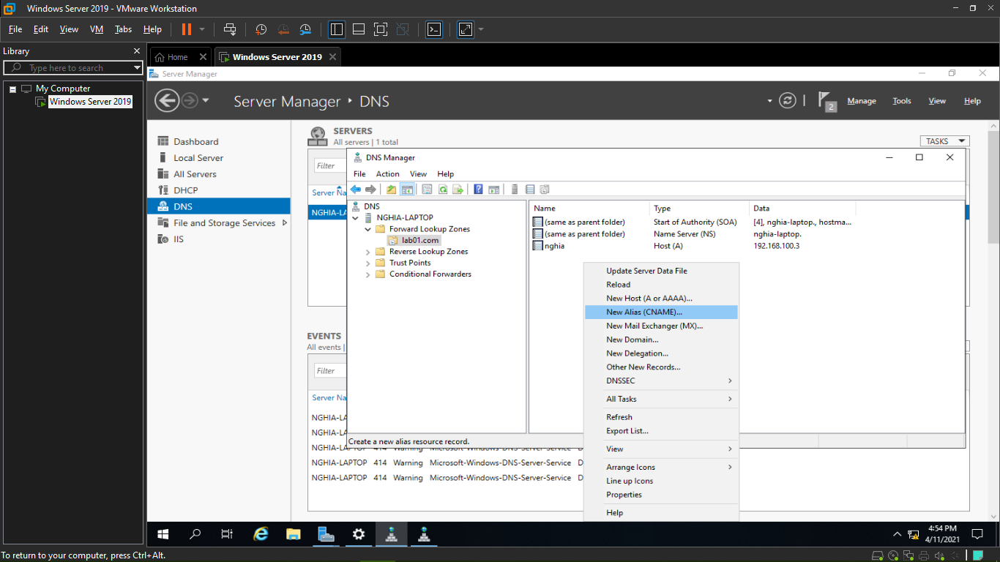 Windows Server 2019 - VMware Workstation
File Edit View VM Tabs Help
Library
Type here to search
My Computer
Windows Server 2019
Home
Windows Server 2019
Server Manager
Server Manager • DNS
2
Manage Tools View Help
Dashboard
Local Server
All Servers
DHCP
DNS
File and Storage Services
IIS
SERVERS
All servers | 1 total
TASKS
Filter
Server Na
NGHIA-LA
DNS Manager
File Action View Help
DNS
NGHIA-LAPTOP
Forward Lookup Zones
lab01.com
Reverse Lookup Zones
Trust Points
Conditional Forwarders
Name Type Data
(same as parent folder) Start of Authority (SOA) [4], nghia-laptop., hostma...
(same as parent folder) Name Server (NS) nghia-laptop.
nghia Host (A) 192.168.100.3
Update Server Data File
Reload
New Host (A or AAAA)...
New Alias (CNAME)...
New Mail Exchanger (MX)...
New Domain...
New Delegation...
Other New Records...
DNSSEC
All Tasks
Refresh
Export List...
View
Arrange Icons
Line up Icons
Properties
Help
Create a new alias resource record.
EVENTS
All events |
Filter
Server Na
NGHIA-LA
NGHIA-LA
NGHIA-LAPTOP 414 Warning Microsoft-Windows-DNS-Server-Service D
NGHIA-LAPTOP 414 Warning Microsoft-Windows-DNS-Server-Service D
NGHIA-LAPTOP 414 Warning Microsoft-Windows-DNS-Server-Service D
4:54 PM
4/11/2021
To return to your computer, press Ctrl+Alt.